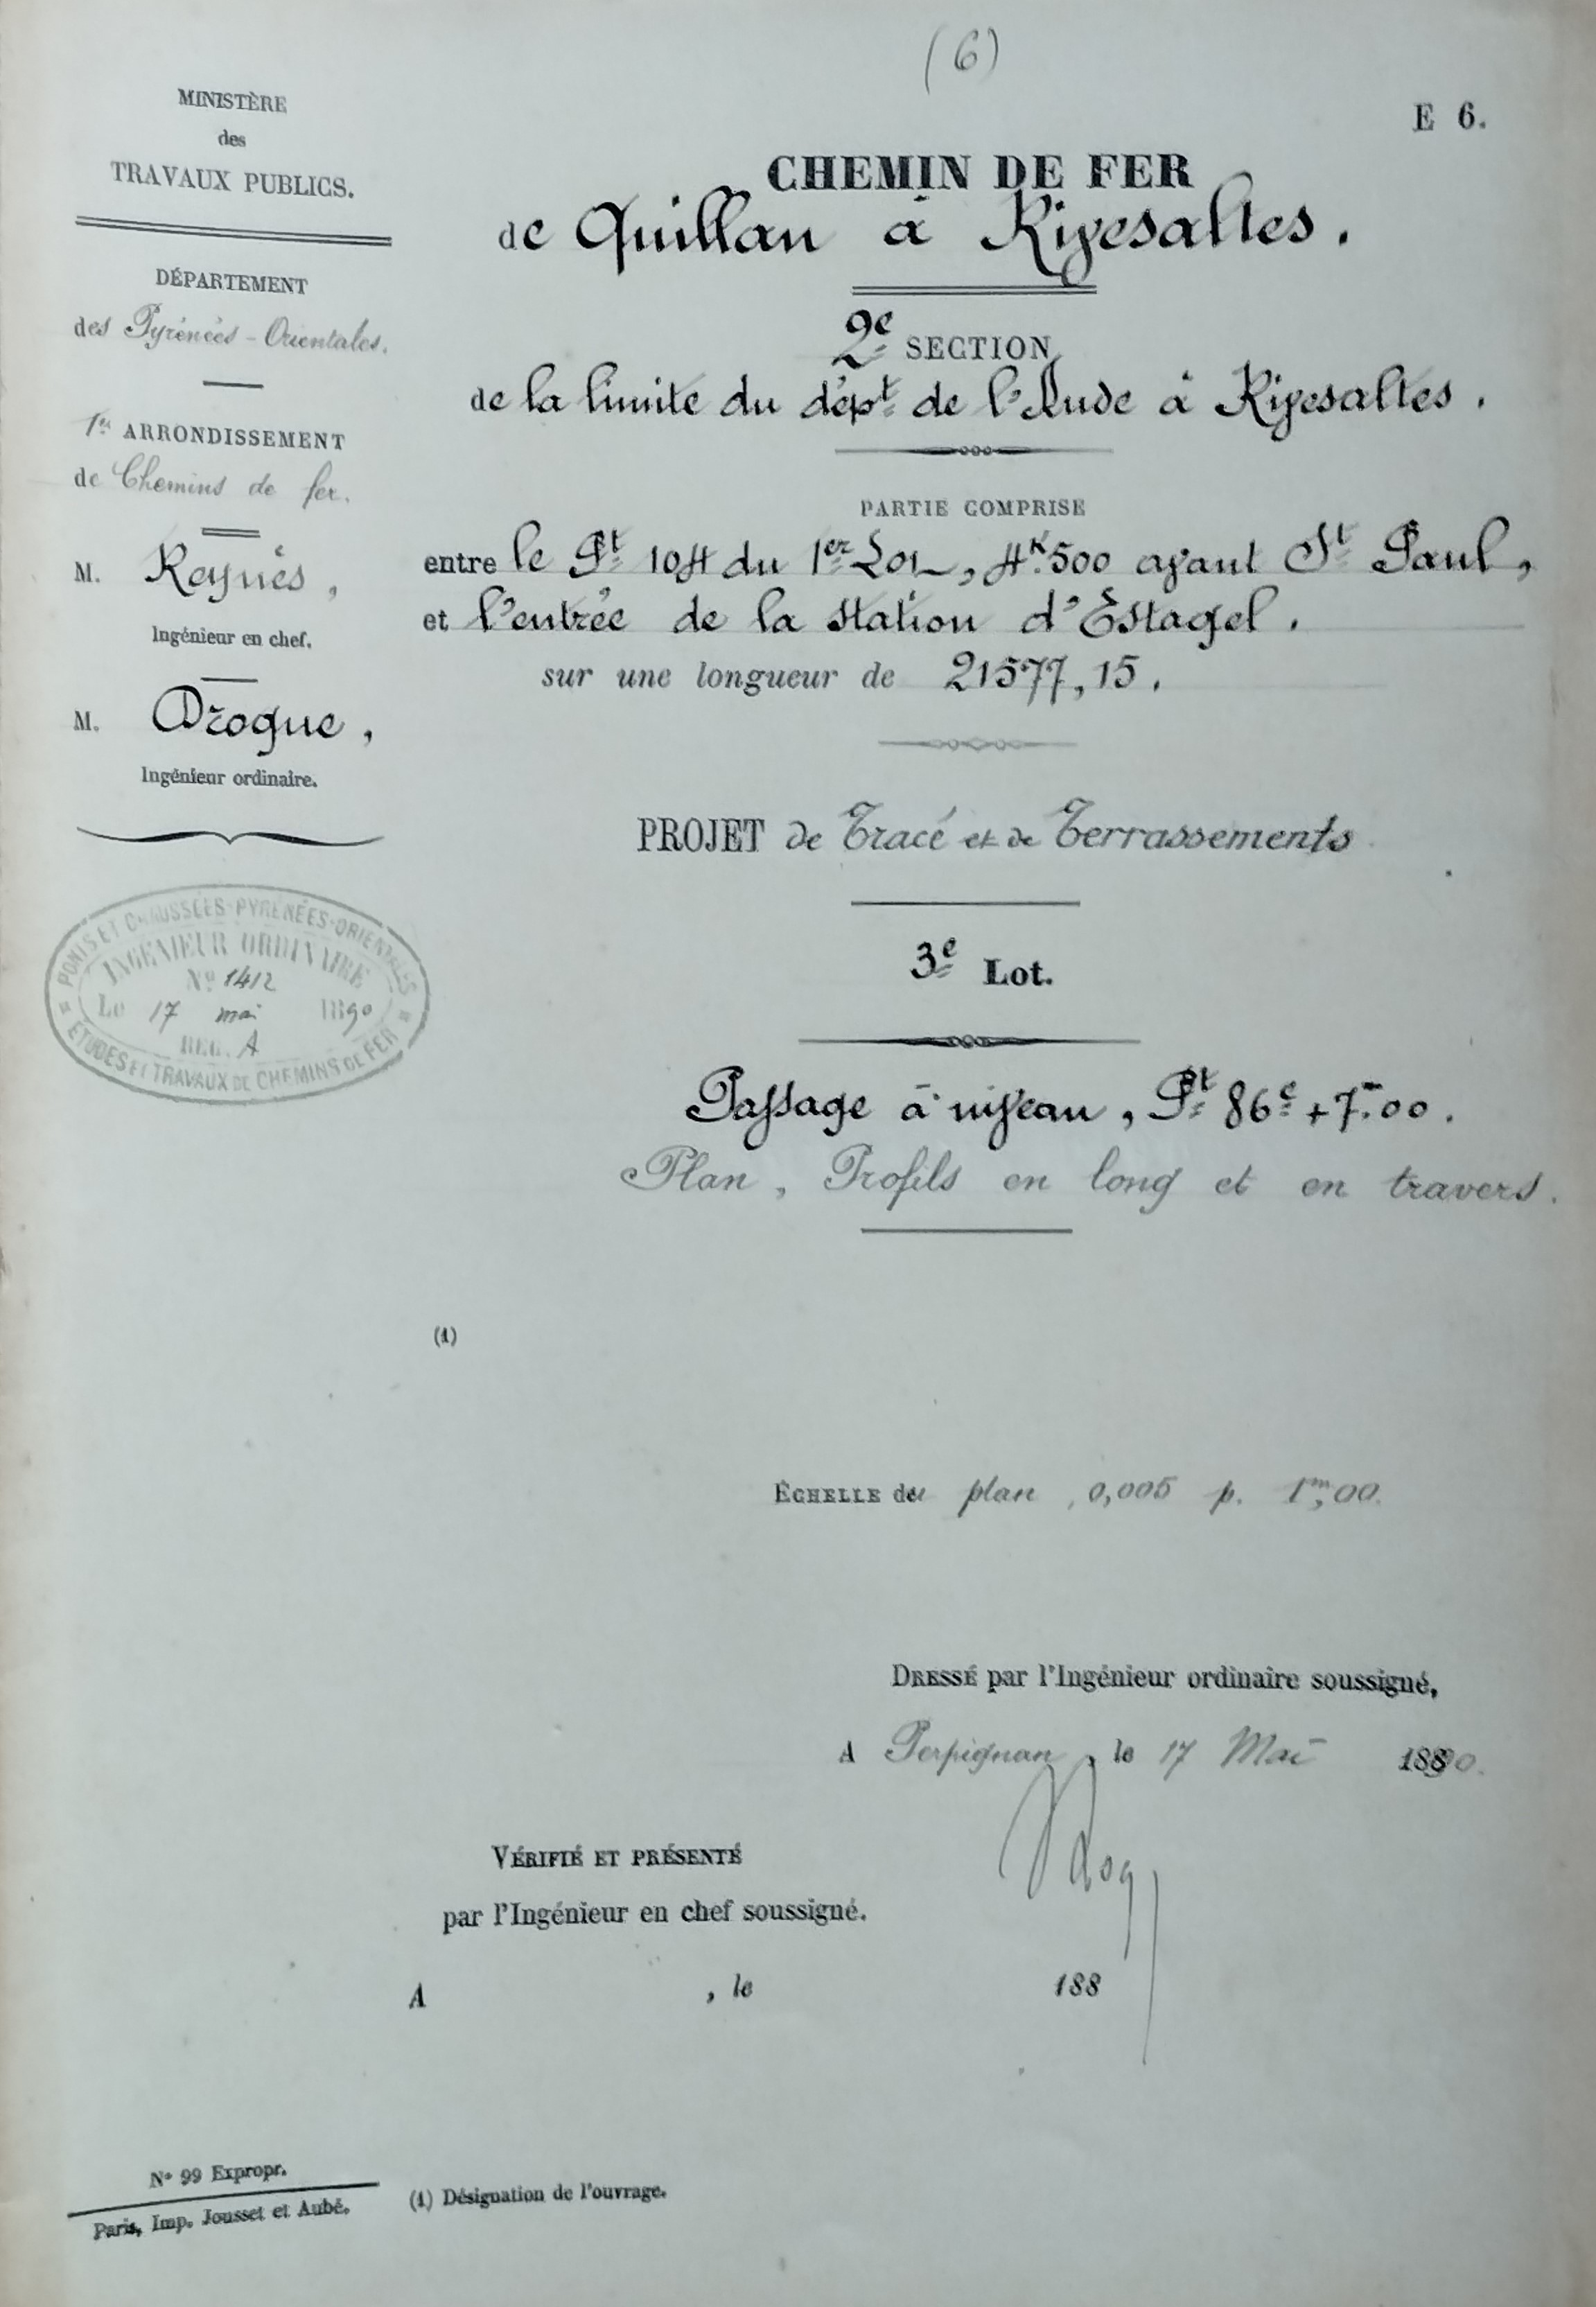 (6)
E 6.
MINISTÈRE
des
TRAVAUX PUBLICS.
DÉPARTEMENT
des Pyrénées-Orientales.
1er ARRONDISSEMENT
de Chemins de fer.
M. Reynès,
Ingénieur en chef.
M. Drogue,
Ingénieur ordinaire.
PONTS ET CHAUSSÉES-PYRÉNÉES-ORIENTALES
INGÉNIEUR ORDINAIRE
No 1412
Le 17 mai 1890
REG. A
ÉTUDES ET TRAVAUX DE CHEMINS DE FER
CHEMIN DE FER
de Quillan à Rivesaltes.
2e SECTION
de la limite du dépt de l'Aude à Rivesaltes.
PARTIE COMPRISE
entre le Pt 104 du 1er Lot, 4k.500 avant St Paul,
et l'entrée de la station d'Estagel.
sur une longueur de 21577,15.
PROJET de Tracé et de Terrassements
3e Lot.
Passage à niveau, Pt 86e + 7m.00.
Plan, Profils en long et en travers.
(1)
ÉCHELLE du plan, 0,005 p. 1m,00.
DRESSÉ par l'Ingénieur ordinaire soussigné,
A Perpignan, le 17 Mai 1890.
Drog
VÉRIFIÉ ET PRÉSENTÉ
par l'Ingénieur en chef soussigné.
A , le 188
No 99 Expropr.
Paris, Imp. Jousset et Aubé.
(1) Désignation de l'ouvrage.